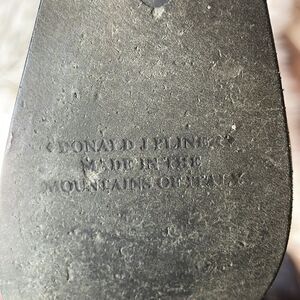 DONALD J PLINER
MADE IN THE
MOUNTAINS OF ITALY